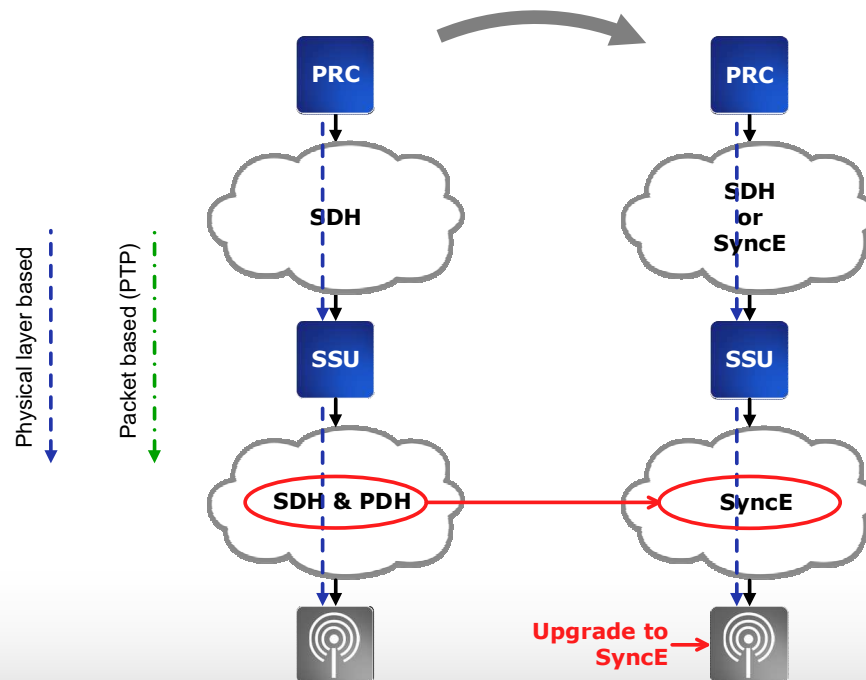 PRC
PRC
SDH
SDH
or
SyncE
Physical layer based
Packet based (PTP)
SSU
SSU
SDH & PDH
SyncE
Upgrade to
SyncE